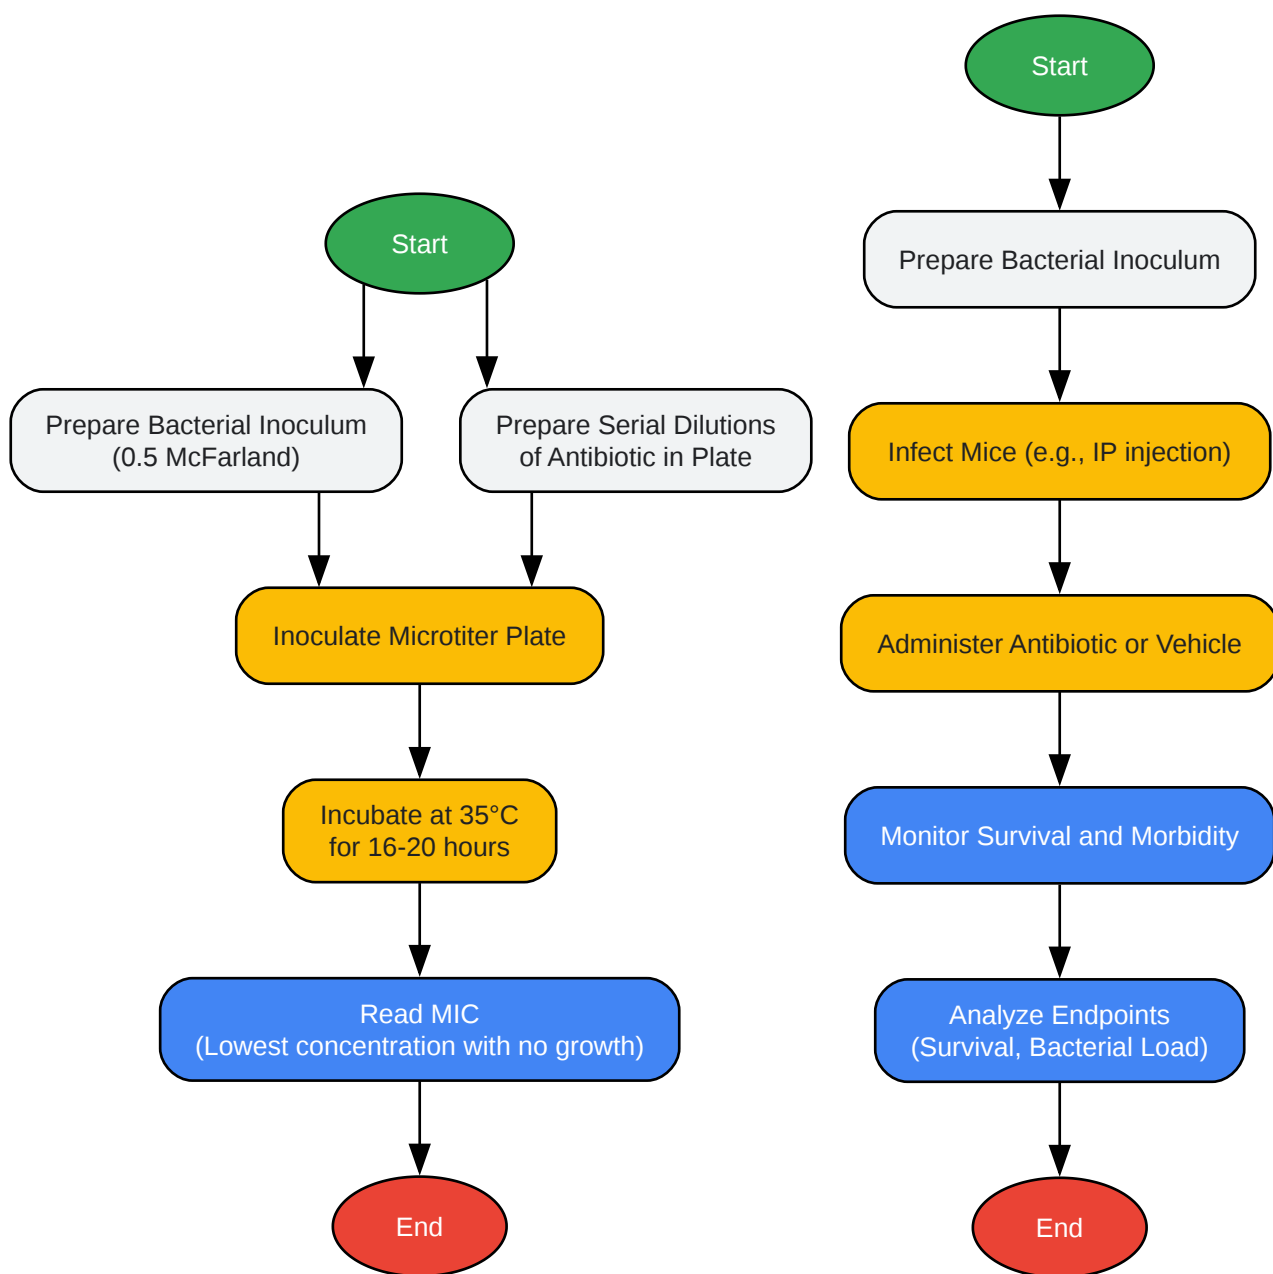 Start
Prepare Bacterial Inoculum
(0.5 McFarland)
Prepare Serial Dilutions
of Antibiotic in Plate
Inoculate Microtiter Plate
Incubate at 35°C
for 16-20 hours
Read MIC
(Lowest concentration with no growth)
End
Start
Prepare Bacterial Inoculum
Infect Mice (e.g., IP injection)
Administer Antibiotic or Vehicle
Monitor Survival and Morbidity
Analyze Endpoints
(Survival, Bacterial Load)
End